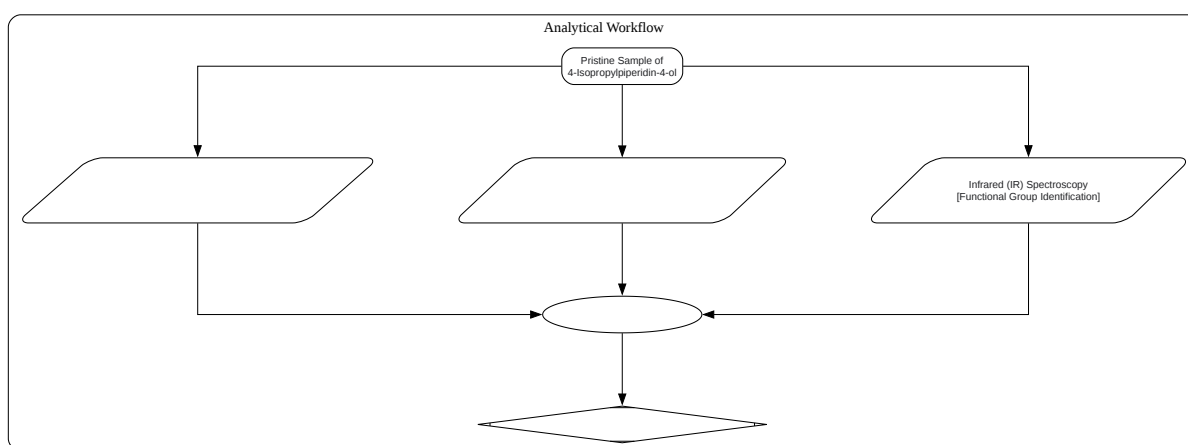 Analytical Workflow
Pristine Sample of
4-Isopropylpiperidin-4-ol
Infrared (IR) Spectroscopy
[Functional Group Identification]